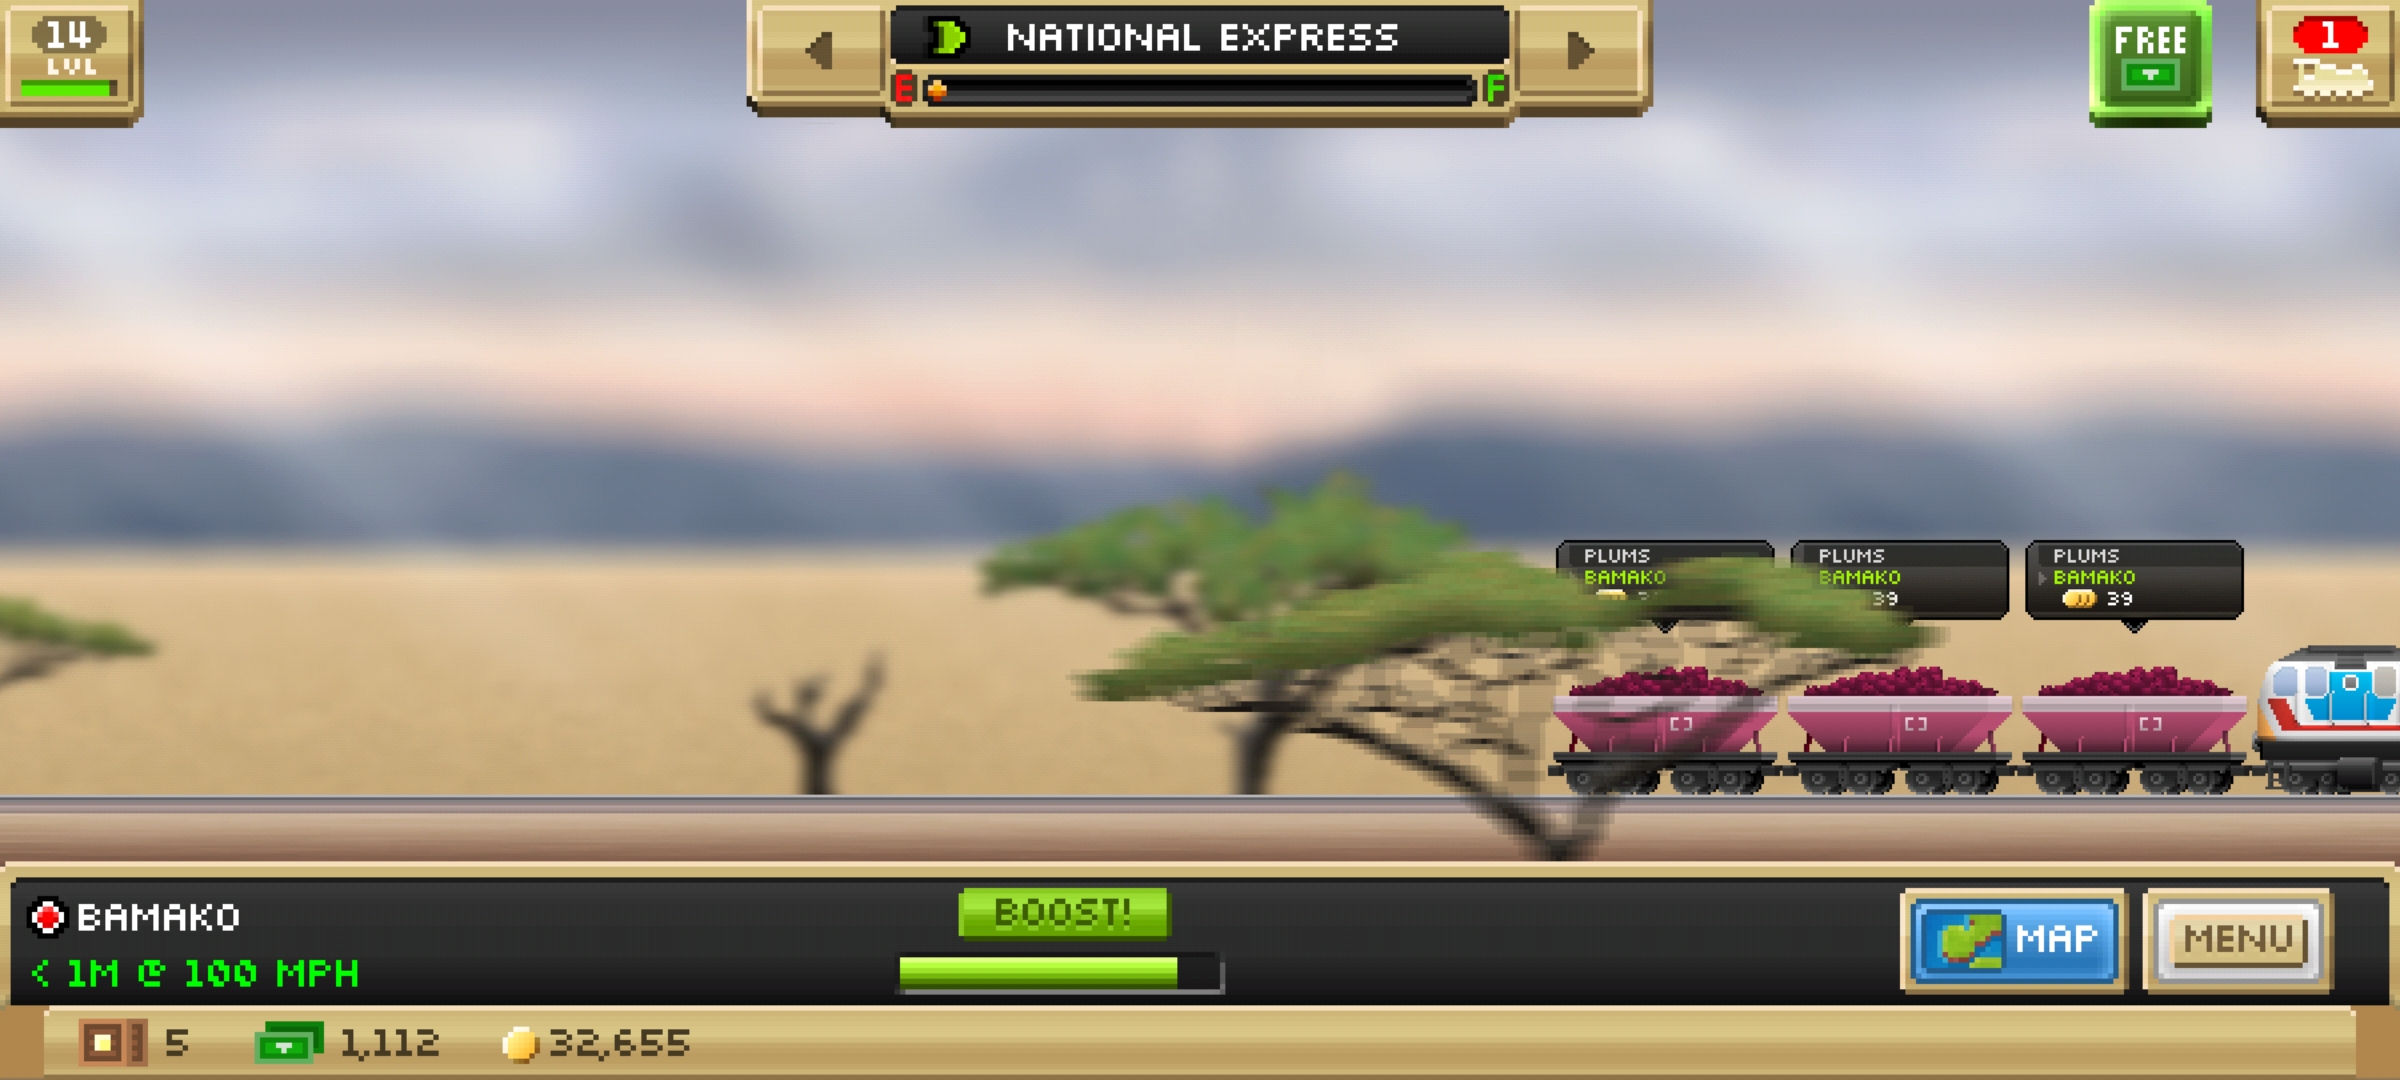 14
LVL
NATIONAL EXPRESS
E F
FREE
1
PLUMS
BAMAKO
PLUMS
BAMAKO
39
PLUMS
BAMAKO
39
BAMAKO
< 1M @ 100 MPH
BOOST!
MAP
MENU
5
1,112
32,655